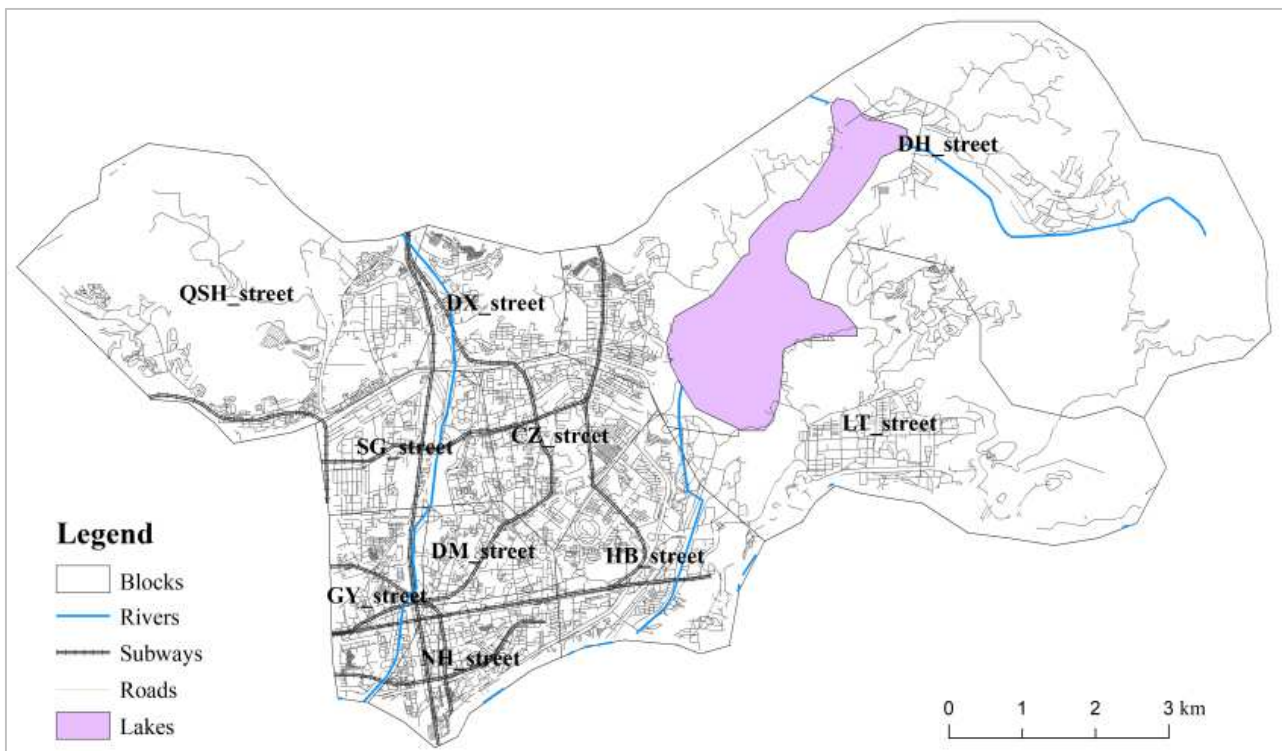 DH_street
QSH_street
DX_street
LT_street
SG_street
CZ_street
DM_street
HB_street
GY_street
NH_street
Legend
Blocks
Rivers
Subways
Roads
Lakes
0 1 2 3 km